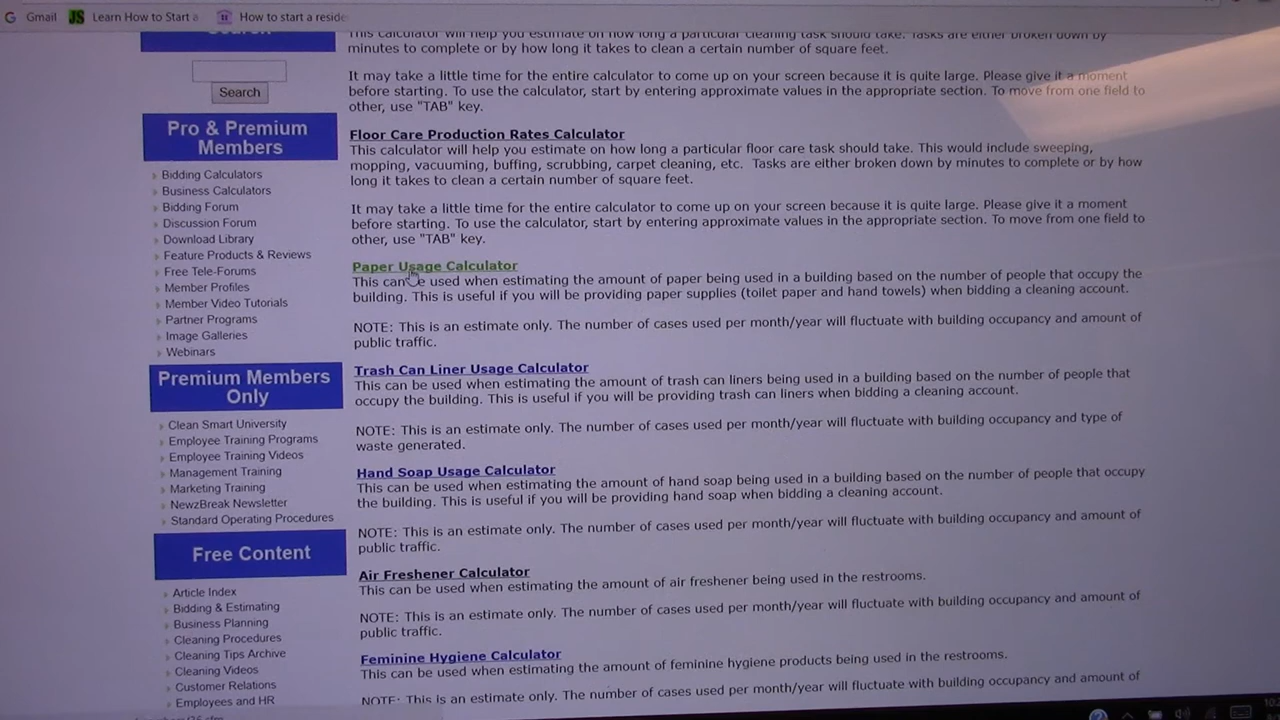 Gmail
Learn How to Start a
How to start a reside
Search
Search
Pro & Premium
Members
Bidding Calculators
Business Calculators
Bidding Forum
Discussion Forum
Download Library
Feature Products & Reviews
Free Tele-Forums
Member Profiles
Member Video Tutorials
Partner Programs
Image Galleries
Webinars
Premium Members
Only
Clean Smart University
Employee Training Programs
Employee Training Videos
Management Training
Marketing Training
NewzBreak Newsletter
Standard Operating Procedures
Free Content
Article Index
Bidding & Estimating
Business Planning
Cleaning Procedures
Cleaning Tips Archive
Cleaning Videos
Customer Relations
Employees and HR
This calculator will help you estimate on how long a particular cleaning task should take. Tasks are either broken down by
minutes to complete or by how long it takes to clean a certain number of square feet.
It may take a little time for the entire calculator to come up on your screen because it is quite large. Please give it a moment
before starting. To use the calculator, start by entering approximate values in the appropriate section. To move from one field to
other, use "TAB" key.
Floor Care Production Rates Calculator
This calculator will help you estimate on how long a particular floor care task should take. This would include sweeping,
mopping, vacuuming, buffing, scrubbing, carpet cleaning, etc. Tasks are either broken down by minutes to complete or by how
long it takes to clean a certain number of square feet.
It may take a little time for the entire calculator to come up on your screen because it is quite large. Please give it a moment
before starting. To use the calculator, start by entering approximate values in the appropriate section. To move from one field to
other, use "TAB" key.
Paper Usage Calculator
This can be used when estimating the amount of paper being used in a building based on the number of people that occupy the
building. This is useful if you will be providing paper supplies (toilet paper and hand towels) when bidding a cleaning account.
NOTE: This is an estimate only. The number of cases used per month/year will fluctuate with building occupancy and amount of
public traffic.
Trash Can Liner Usage Calculator
This can be used when estimating the amount of trash can liners being used in a building based on the number of people that
occupy the building. This is useful if you will be providing trash can liners when bidding a cleaning account.
NOTE: This is an estimate only. The number of cases used per month/year will fluctuate with building occupancy and type of
waste generated.
Hand Soap Usage Calculator
This can be used when estimating the amount of hand soap being used in a building based on the number of people that occupy
the building. This is useful if you will be providing hand soap when bidding a cleaning account.
NOTE: This is an estimate only. The number of cases used per month/year will fluctuate with building occupancy and amount of
public traffic.
Air Freshener Calculator
This can be used when estimating the amount of air freshener being used in the restrooms.
NOTE: This is an estimate only. The number of cases used per month/year will fluctuate with building occupancy and amount of
public traffic.
Feminine Hygiene Calculator
This can be used when estimating the amount of feminine hygiene products being used in the restrooms.
NOTE: This is an estimate only. The number of cases used per month/year will fluctuate with building occupancy and amount of